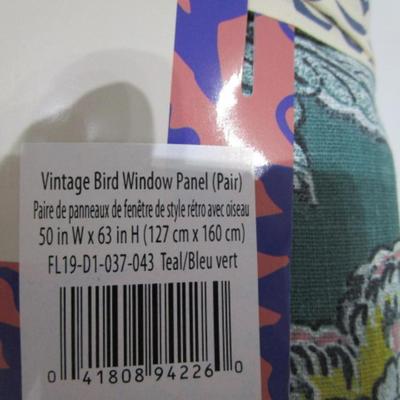 Vintage Bird Window Panel (Pair)
Paire de panneaux de fenêtre de style rétro avec oiseau
50 in W x 63 in H (127 cm x 160 cm)
FL19-D1-037-043 Teal/Bleu vert
0 41808 94226 0